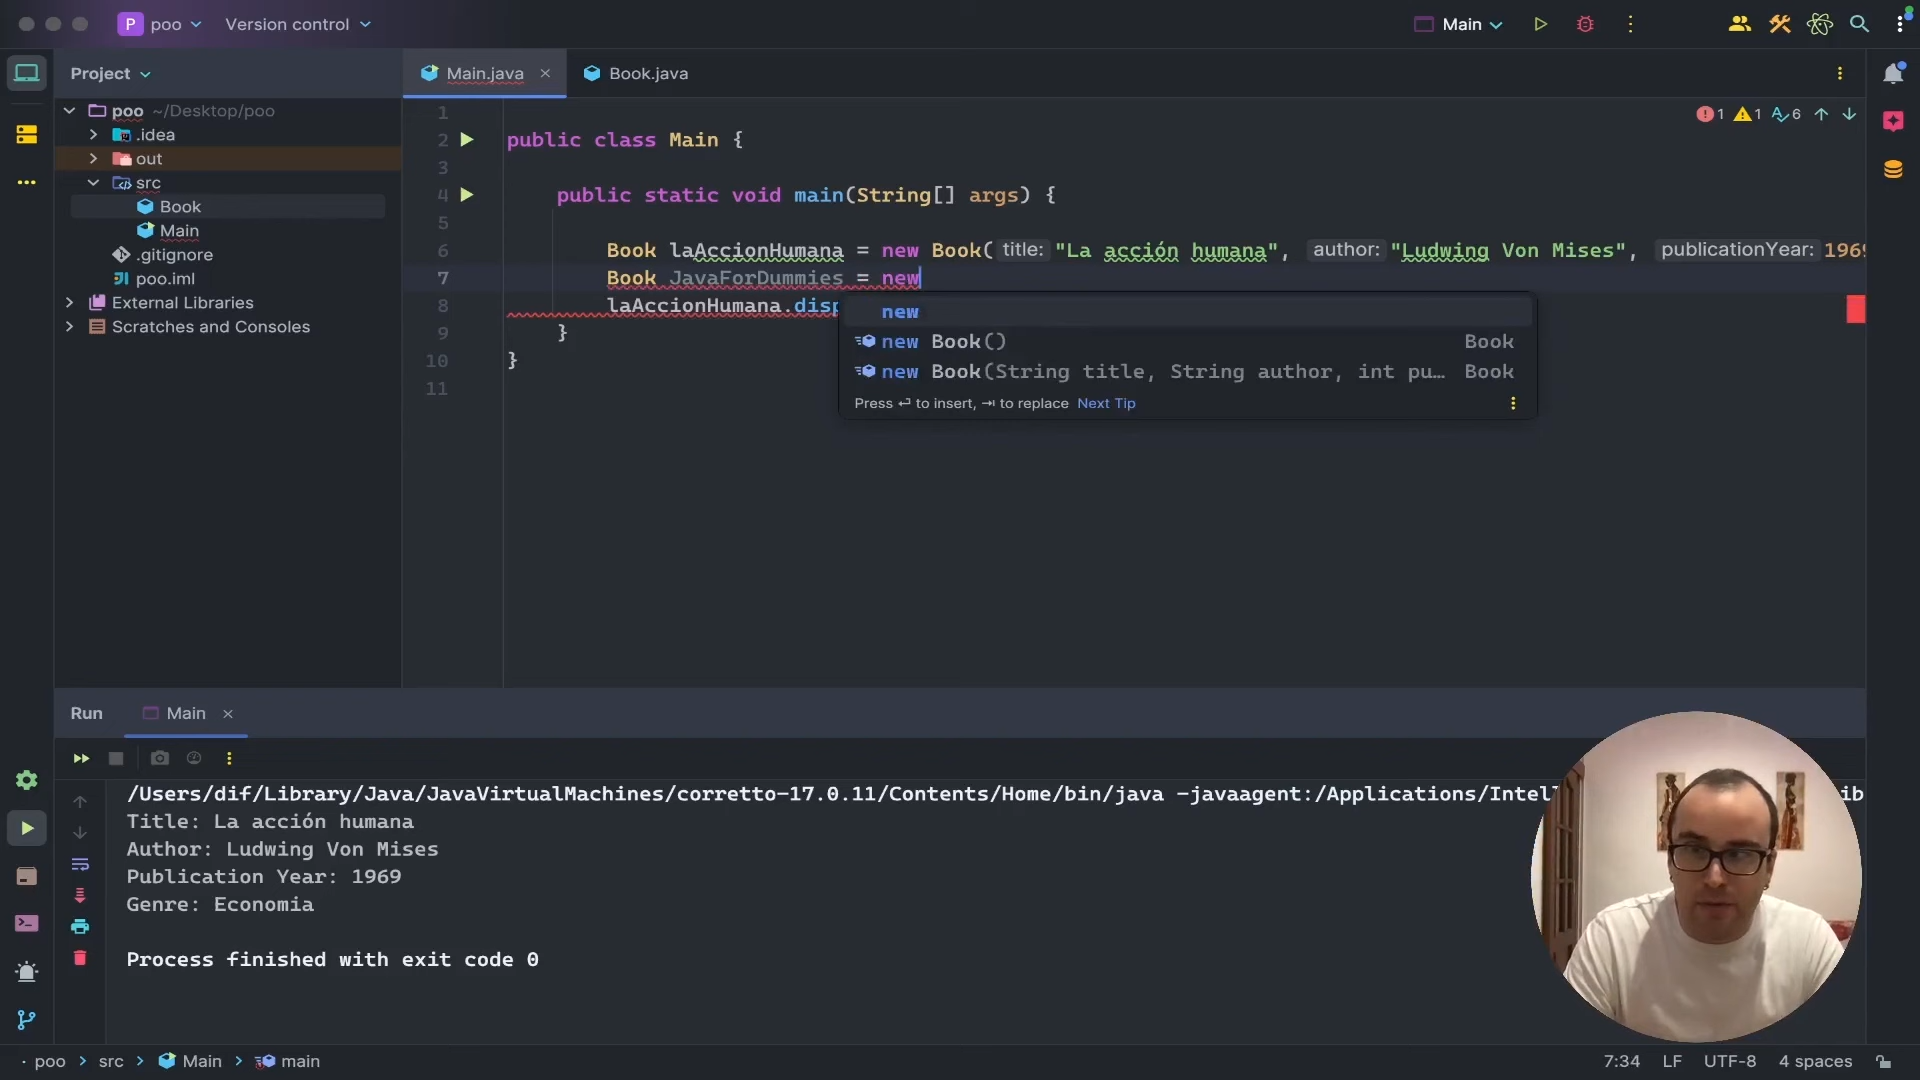 P poo Version control Main
Project Main.java Book.java
poo ~/Desktop/poo
.idea
out
src
Book
Main
.gitignore
poo.iml
External Libraries
Scratches and Consoles
1 1 6
1
2 public class Main {
3
4 public static void main(String[] args) {
5
6 Book laAccionHumana = new Book( title: "La acción humana", author: "Ludwing Von Mises", publicationYear: 1969
7 Book JavaForDummies = new
8 laAccionHumana.disp
9 }
10 }
11
new
new Book() Book
new Book(String title, String author, int pu… Book
Press ↵ to insert, ⇥ to replace Next Tip
Run Main
/Users/dif/Library/Java/JavaVirtualMachines/corretto-17.0.11/Contents/Home/bin/java -javaagent:/Applications/Intel
Title: La acción humana
Author: Ludwing Von Mises
Publication Year: 1969
Genre: Economia
Process finished with exit code 0
poo > src > Main > main 7:34 LF UTF-8 4 spaces